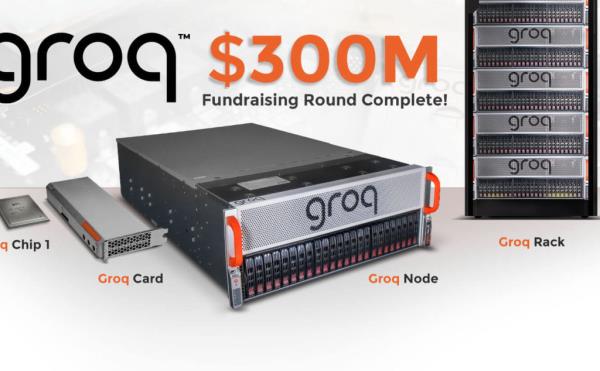 groq™
$300M
Fundraising Round Complete!
groq
groq
groq
groq
groq
groq
q Chip 1
Groq Card
Groq Node
Groq Rack